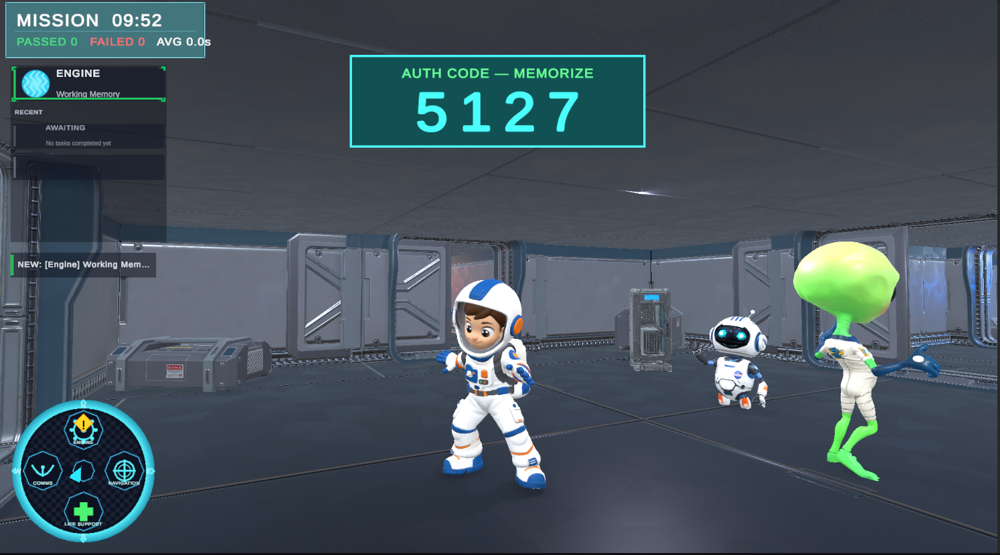 MISSION 09:52
PASSED 0 FAILED 0 AVG 0.0s
AUTH CODE — MEMORIZE
5127
ENGINE
Working Memory
RECENT
AWAITING
No tasks completed yet
NEW: [Engine] Working Mem...
N
ENGINE
W
COMMS
NAVIGATION
E
LIFE SUPPORT
S